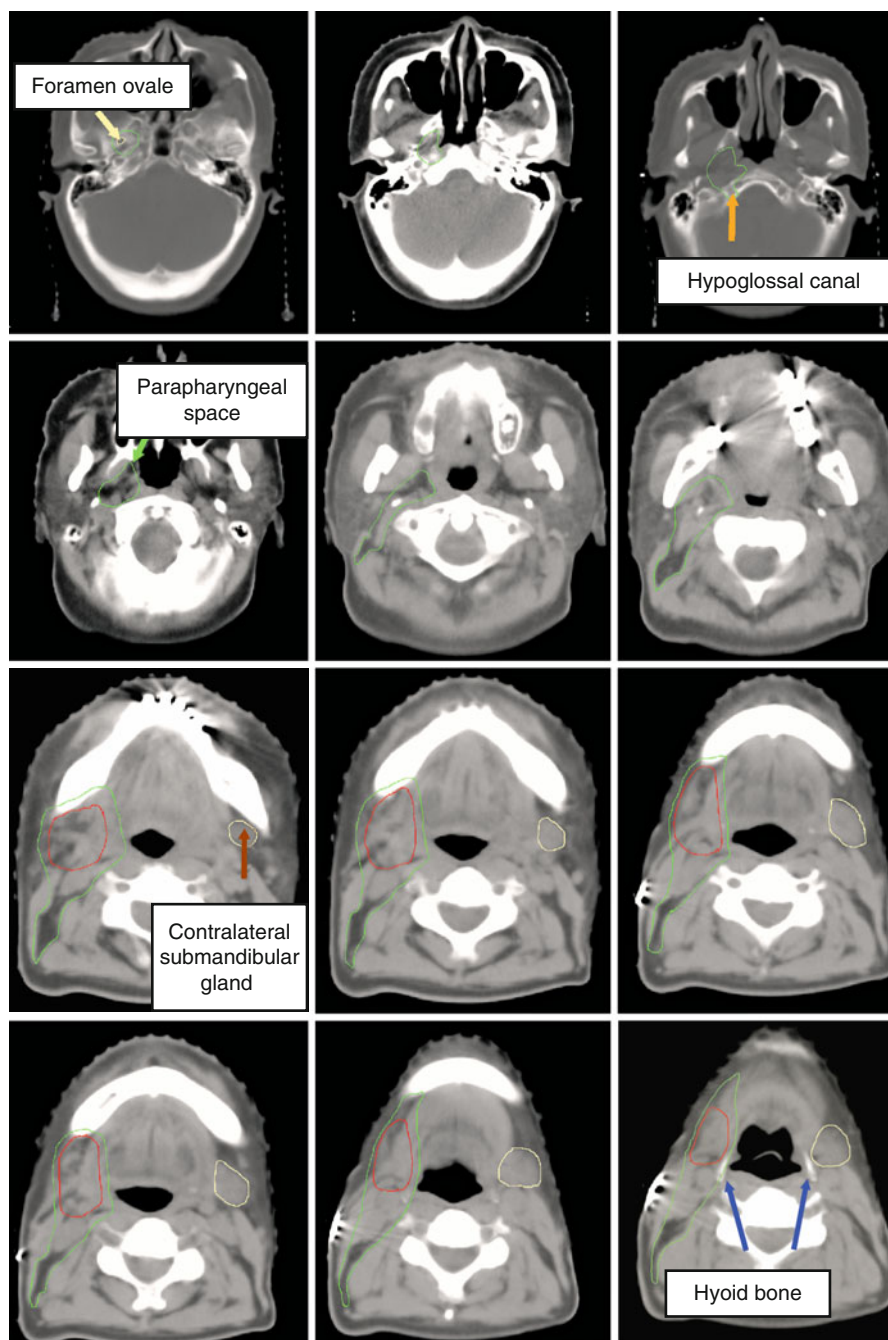 Foramen ovale
Hypoglossal canal
Parapharyngeal
space
Contralateral
submandibular
gland
Hyoid bone